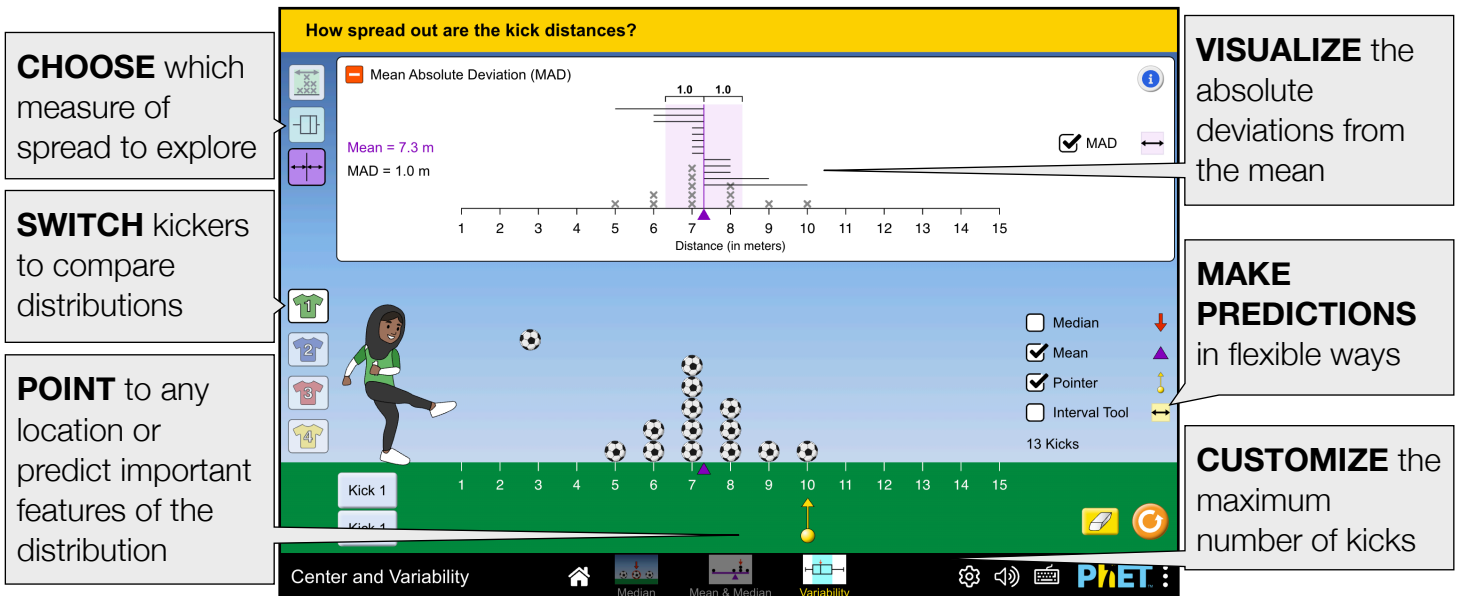 How spread out are the kick distances?
CHOOSE which
measure of
spread to explore
SWITCH kickers
to compare
distributions
POINT to any
location or
predict important
features of the
distribution
Mean Absolute Deviation (MAD)
1.0 1.0
Mean = 7.3 m
MAD = 1.0 m
MAD
1 2 3 4 5 6 7 8 9 10 11 12 13 14 15
Distance (in meters)
1
2
3
4
Median
Mean
Pointer
Interval Tool
13 Kicks
Kick 1
Kick 1
1 2 3 4 5 6 7 8 9 10 11 12 13 14 15
Center and Variability
Median
Mean & Median
Variability
PhET
VISUALIZE the
absolute
deviations from
the mean
MAKE
PREDICTIONS
in flexible ways
CUSTOMIZE the
maximum
number of kicks